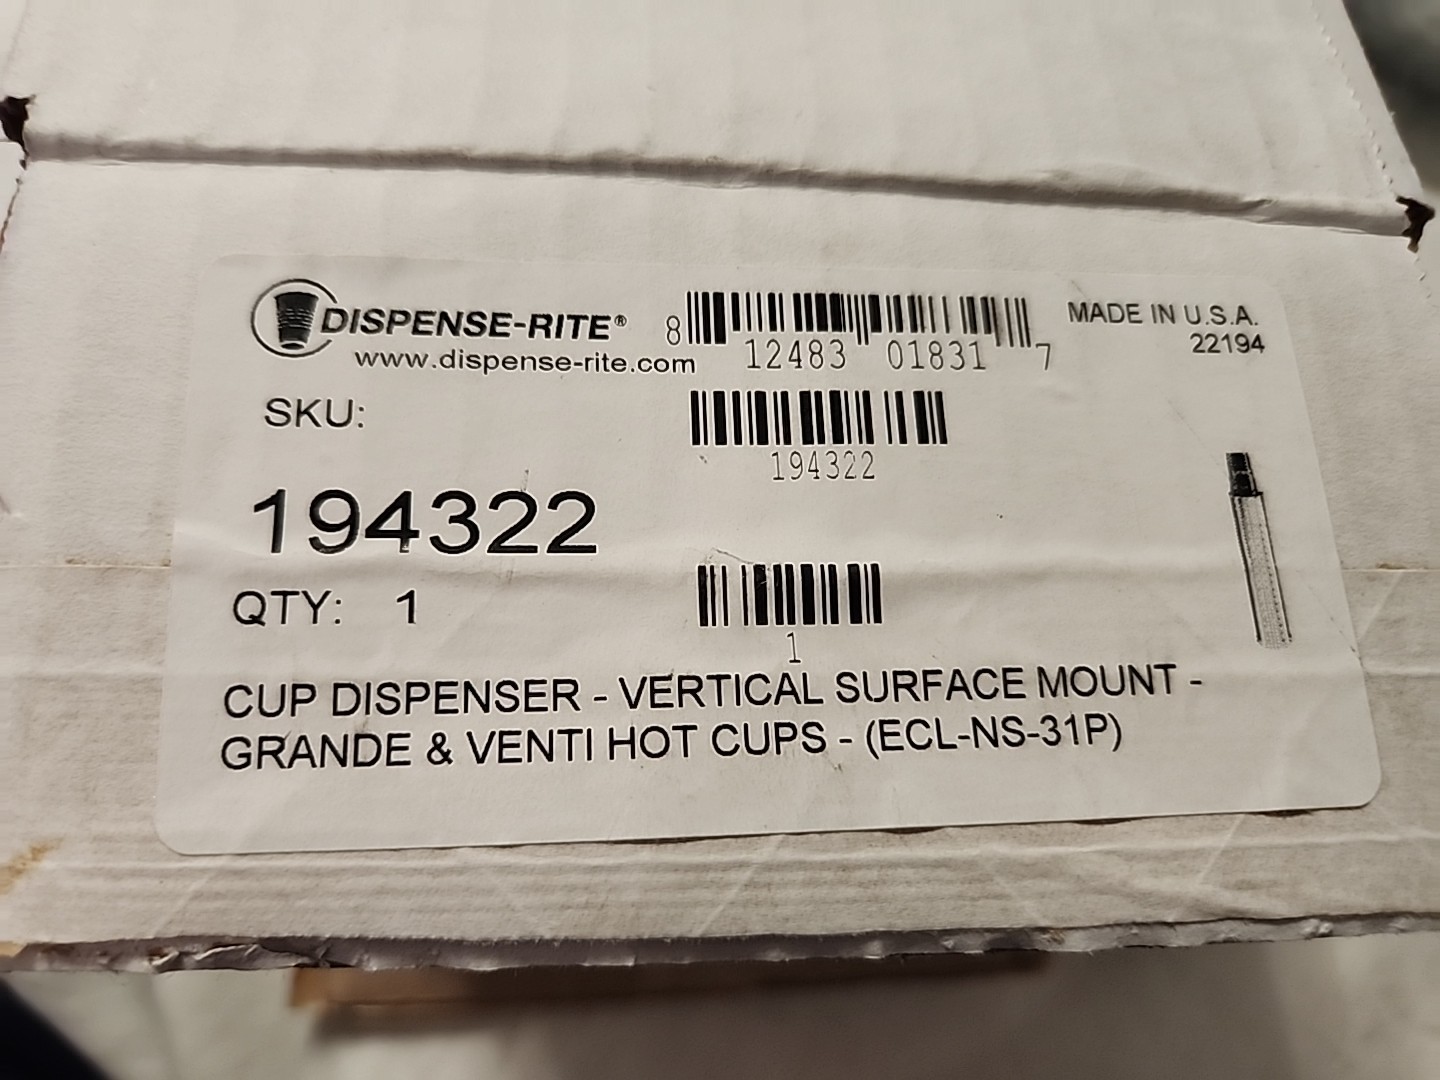 DISPENSE-RITE®
www.dispense-rite.com
8 12483 01831 7
MADE IN U.S.A.
22194
SKU:
194322
194322
QTY: 1
1
CUP DISPENSER - VERTICAL SURFACE MOUNT -
GRANDE & VENTI HOT CUPS - (ECL-NS-31P)